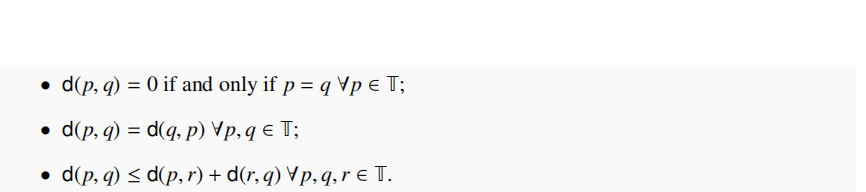 • d(p, q) = 0 if and only if p = q ∀p ∈ 𝕋;
• d(p, q) = d(q, p) ∀p, q ∈ 𝕋;
• d(p, q) ≤ d(p, r) + d(r, q) ∀p, q, r ∈ 𝕋.